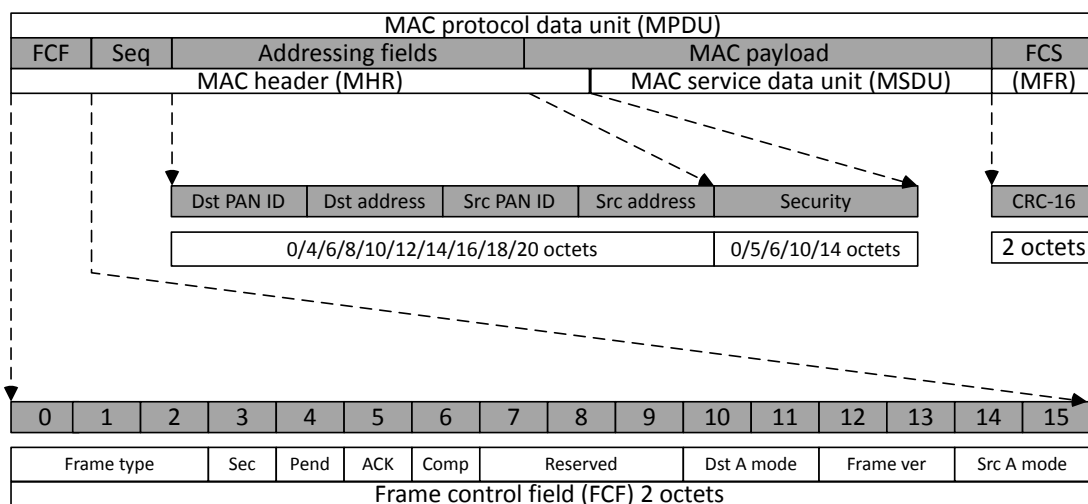 MAC protocol data unit (MPDU)
FCF Seq Addressing fields MAC payload FCS
MAC header (MHR) MAC service data unit (MSDU) (MFR)
Dst PAN ID Dst address Src PAN ID Src address Security CRC-16
0/4/6/8/10/12/14/16/18/20 octets 0/5/6/10/14 octets 2 octets
0 1 2 3 4 5 6 7 8 9 10 11 12 13 14 15
Frame type Sec Pend ACK Comp Reserved Dst A mode Frame ver Src A mode
Frame control field (FCF) 2 octets